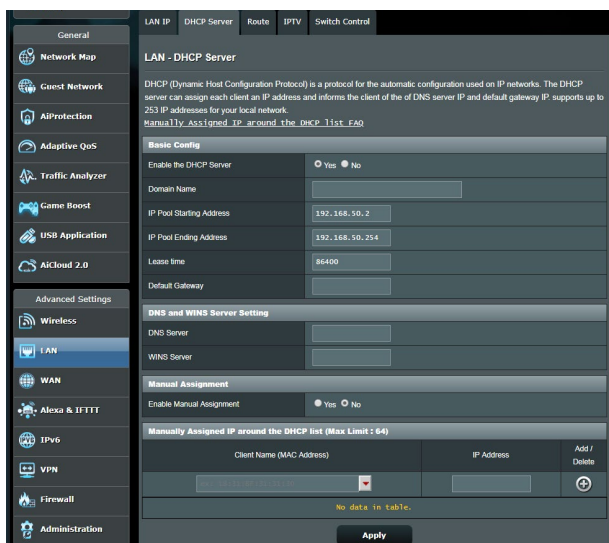 LAN IP DHCP Server Route IPTV Switch Control
General
Network Map
Guest Network
AiProtection
Adaptive QoS
Traffic Analyzer
Game Boost
USB Application
AiCloud 2.0
Advanced Settings
Wireless
LAN
WAN
Alexa & IFTTT
IPv6
VPN
Firewall
Administration
LAN - DHCP Server
DHCP (Dynamic Host Configuration Protocol) is a protocol for the automatic configuration used on IP networks. The DHCP
server can assign each client an IP address and informs the client of the of DNS server IP and default gateway IP. supports up to
253 IP addresses for your local network.
Manually Assigned IP around the DHCP list FAQ
Basic Config
Enable the DHCP Server Yes No
Domain Name
IP Pool Starting Address 192.168.50.2
IP Pool Ending Address 192.168.50.254
Lease time 86400
Default Gateway
DNS and WINS Server Setting
DNS Server
WINS Server
Manual Assignment
Enable Manual Assignment Yes No
Manually Assigned IP around the DHCP list (Max Limit : 64)
Client Name (MAC Address) IP Address Add /
Delete
No data in table.
Apply